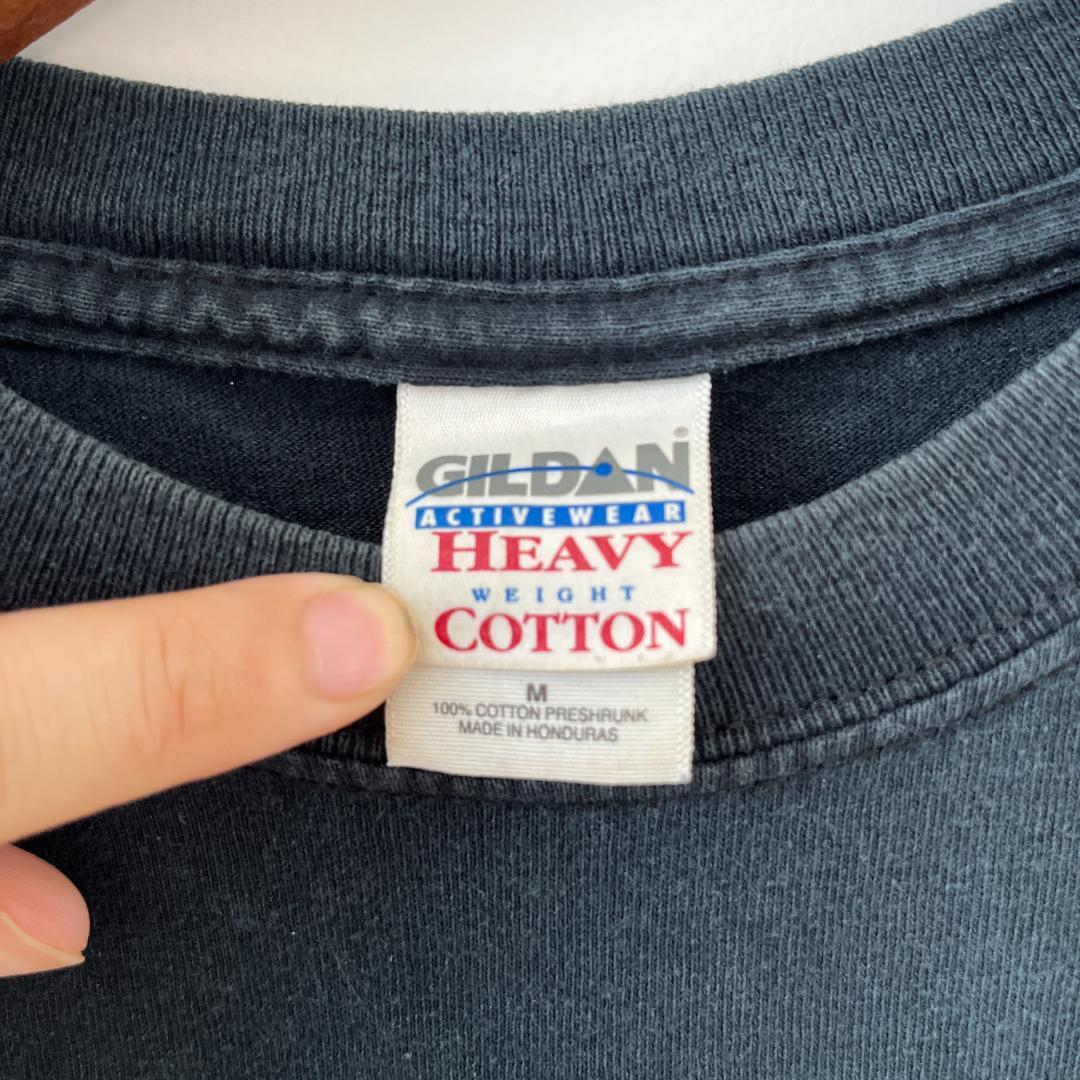 GILDAN®
ACTIVEWEAR
HEAVY
WEIGHT
COTTON
M
100% COTTON PRESHRUNK
MADE IN HONDURAS